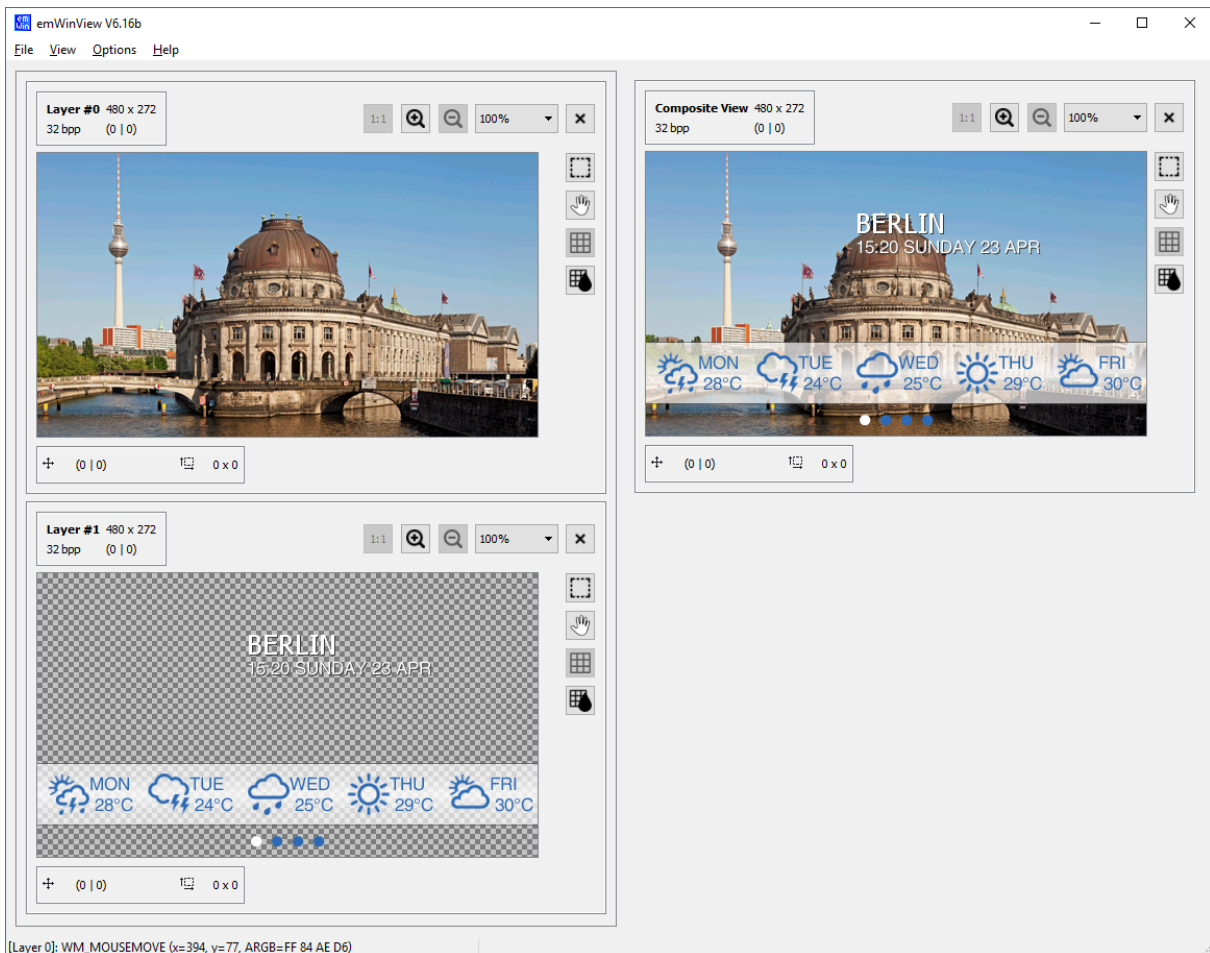 emWinView V6.16b
File View Options Help
Layer #0 480 x 272
32 bpp (0 | 0)
1:1 100%
(0 | 0) 0 x 0
Layer #1 480 x 272
32 bpp (0 | 0)
1:1 100%
BERLIN
15:20 SUNDAY 23 APR
MON TUE WED THU FRI
28°C 24°C 25°C 29°C 30°C
(0 | 0) 0 x 0
Composite View 480 x 272
32 bpp (0 | 0)
1:1 100%
BERLIN
15:20 SUNDAY 23 APR
MON TUE WED THU FRI
28°C 24°C 25°C 29°C 30°C
(0 | 0) 0 x 0
[Layer 0]: WM_MOUSEMOVE (x=394, y=77, ARGB=FF 84 AE D6)